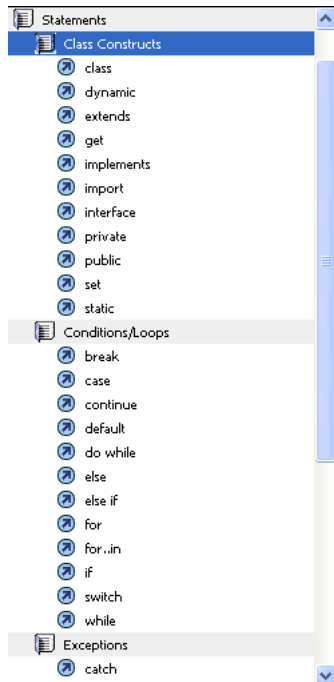 Statements
Class Constructs
class
dynamic
extends
get
implements
import
interface
private
public
set
static
Conditions/Loops
break
case
continue
default
do while
else
else if
for
for..in
if
switch
while
Exceptions
catch